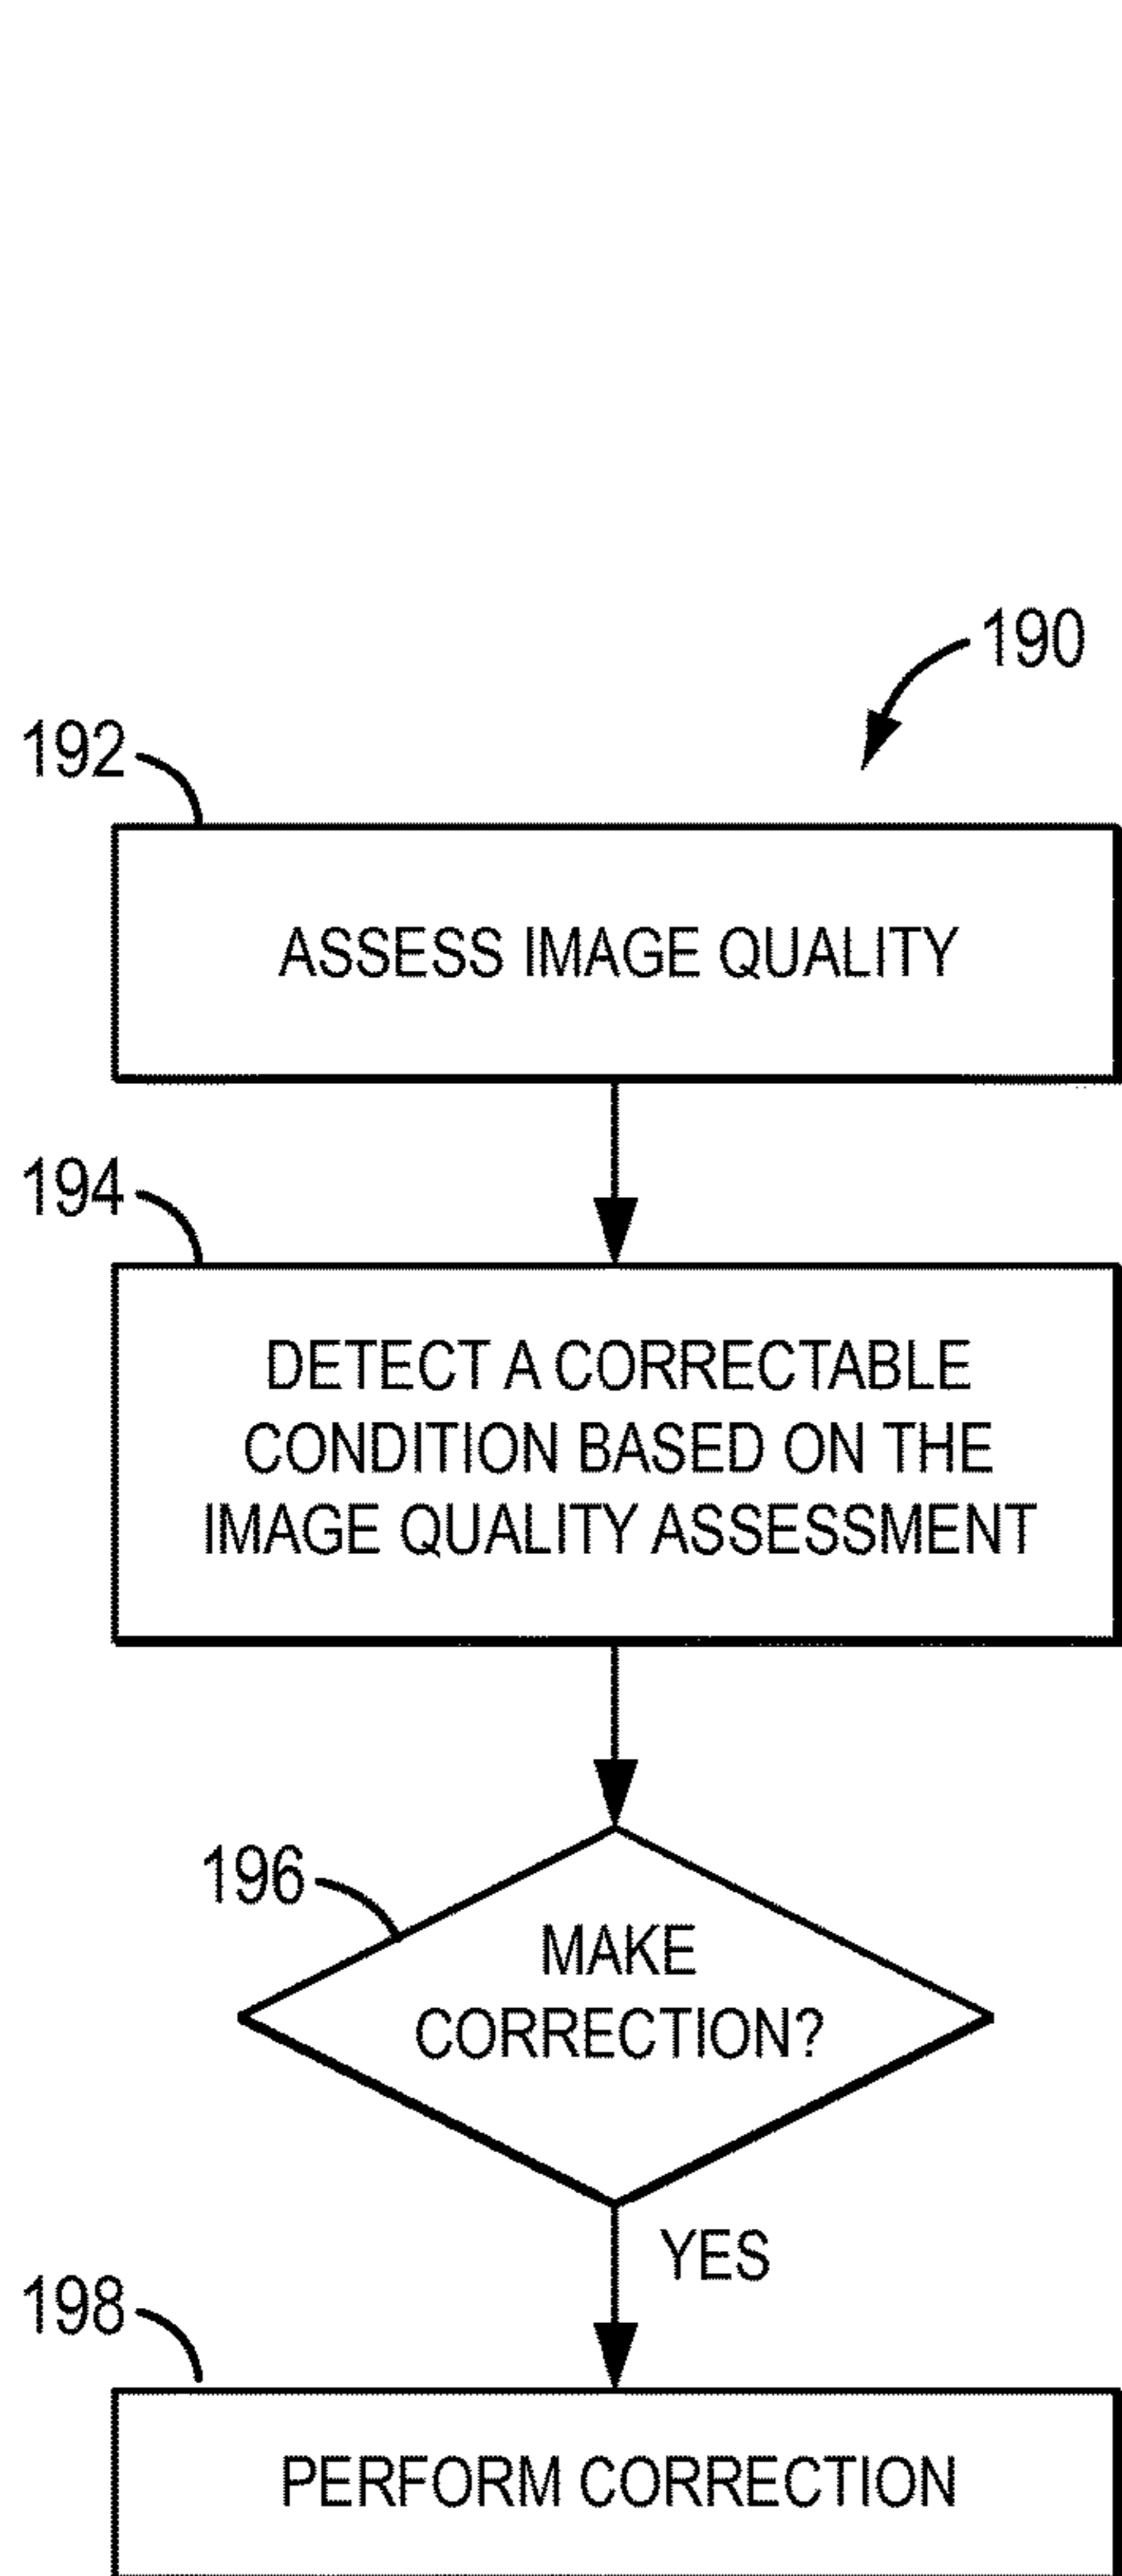 190
192
ASSESS IMAGE QUALITY
194
DETECT A CORRECTABLE
CONDITION BASED ON THE
IMAGE QUALITY ASSESSMENT
196
MAKE
CORRECTION?
YES
198
PERFORM CORRECTION